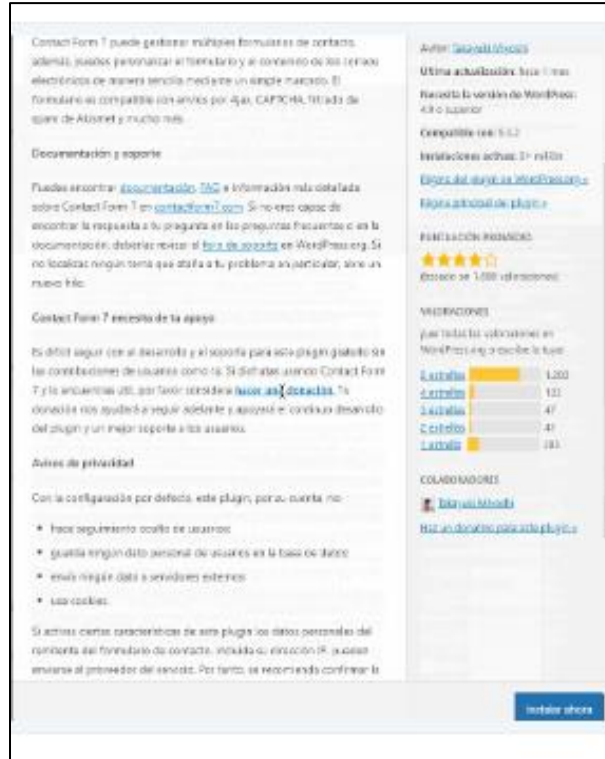 Contact Form 7 puede gestionar múltiples formularios de contacto,
además, puedes personalizar el formulario y el contenido de los correos
electrónicos de manera sencilla mediante un simple marcado. El
formulario es compatible con envíos por Ajax, CAPTCHA, filtrado de
spam de Akismet y mucho más.
Documentación y soporte
Puedes encontrar documentación, FAQ e información más detallada
sobre Contact Form 7 en contactform7.com. Si no eres capaz de
encontrar la respuesta a tu pregunta en las preguntas frecuentes o en la
documentación, deberías revisar el foro de soporte en WordPress.org. Si
no localizas ningún tema que ataña a tu problema en particular, abre un
nuevo hilo.
Contact Form 7 necesita de tu apoyo
Es difícil seguir con el desarrollo y el soporte para este plugin gratuito sin
las contribuciones de usuarios como tú. Si disfrutas usando Contact Form
7 y lo encuentras útil, por favor considera hacer una donación. Tu
donación nos ayudará a seguir adelante y apoyará el continuo desarrollo
del plugin y un mejor soporte a los usuarios.
Avisos de privacidad
Con la configuración por defecto, este plugin, por su cuenta, no:
• hace seguimiento oculto de usuarios;
• guarda ningún dato personal de usuarios en la base de datos;
• envía ningún dato a servidores externos;
• usa cookies.
Si activas ciertas características de este plugin los datos personales del
remitente del formulario de contacto, incluida su dirección IP, pueden
enviarse al proveedor del servicio. Por tanto, se recomienda confirmar la
Autor: Takayuki Miyoshi
Última actualización: hace 1 mes
Necesita la versión de WordPress:
4.9 o superior
Compatible con:
Instalaciones activas: 5+ millón
Página del plugin en WordPress.org »
Página principal del plugin »
PUNTUACIÓN PROMEDIO
(basado en valoraciones)
VALORACIONES
¡Lee todas las valoraciones en
WordPress.org o escribe la tuya!
5 estrellas
4 estrellas
3 estrellas 47
2 estrellas
1 estrella
COLABORADORES
Takayuki Miyoshi
Haz un donativo para este plugin »
Instalar ahora